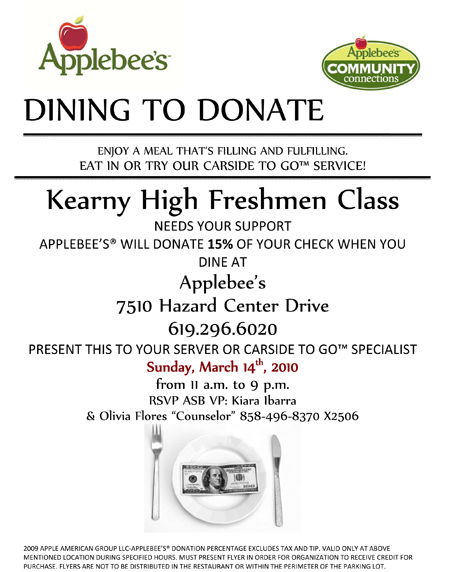 Applebee's™
Applebee's
COMMUNITY
connections
DINING TO DONATE
ENJOY A MEAL THAT'S FILLING AND FULFILLING.
EAT IN OR TRY OUR CARSIDE TO GO™ SERVICE!
Kearny High Freshmen Class
NEEDS YOUR SUPPORT
APPLEBEE'S® WILL DONATE 15% OF YOUR CHECK WHEN YOU
DINE AT
Applebee's
7510 Hazard Center Drive
619.296.6020
PRESENT THIS TO YOUR SERVER OR CARSIDE TO GO™ SPECIALIST
Sunday, March 14th, 2010
from 11 a.m. to 9 p.m.
RSVP ASB VP: Kiara Ibarra
& Olivia Flores "Counselor" 858-496-8370 X2506
2009 APPLE AMERICAN GROUP LLC-APPLEBEE'S® DONATION PERCENTAGE EXCLUDES TAX AND TIP. VALID ONLY AT ABOVE
MENTIONED LOCATION DURING SPECIFIED HOURS. MUST PRESENT FLYER IN ORDER FOR ORGANIZATION TO RECEIVE CREDIT FOR
PURCHASE. FLYERS ARE NOT TO BE DISTRIBUTED IN THE RESTAURANT OR WITHIN THE PERIMETER OF THE PARKING LOT.